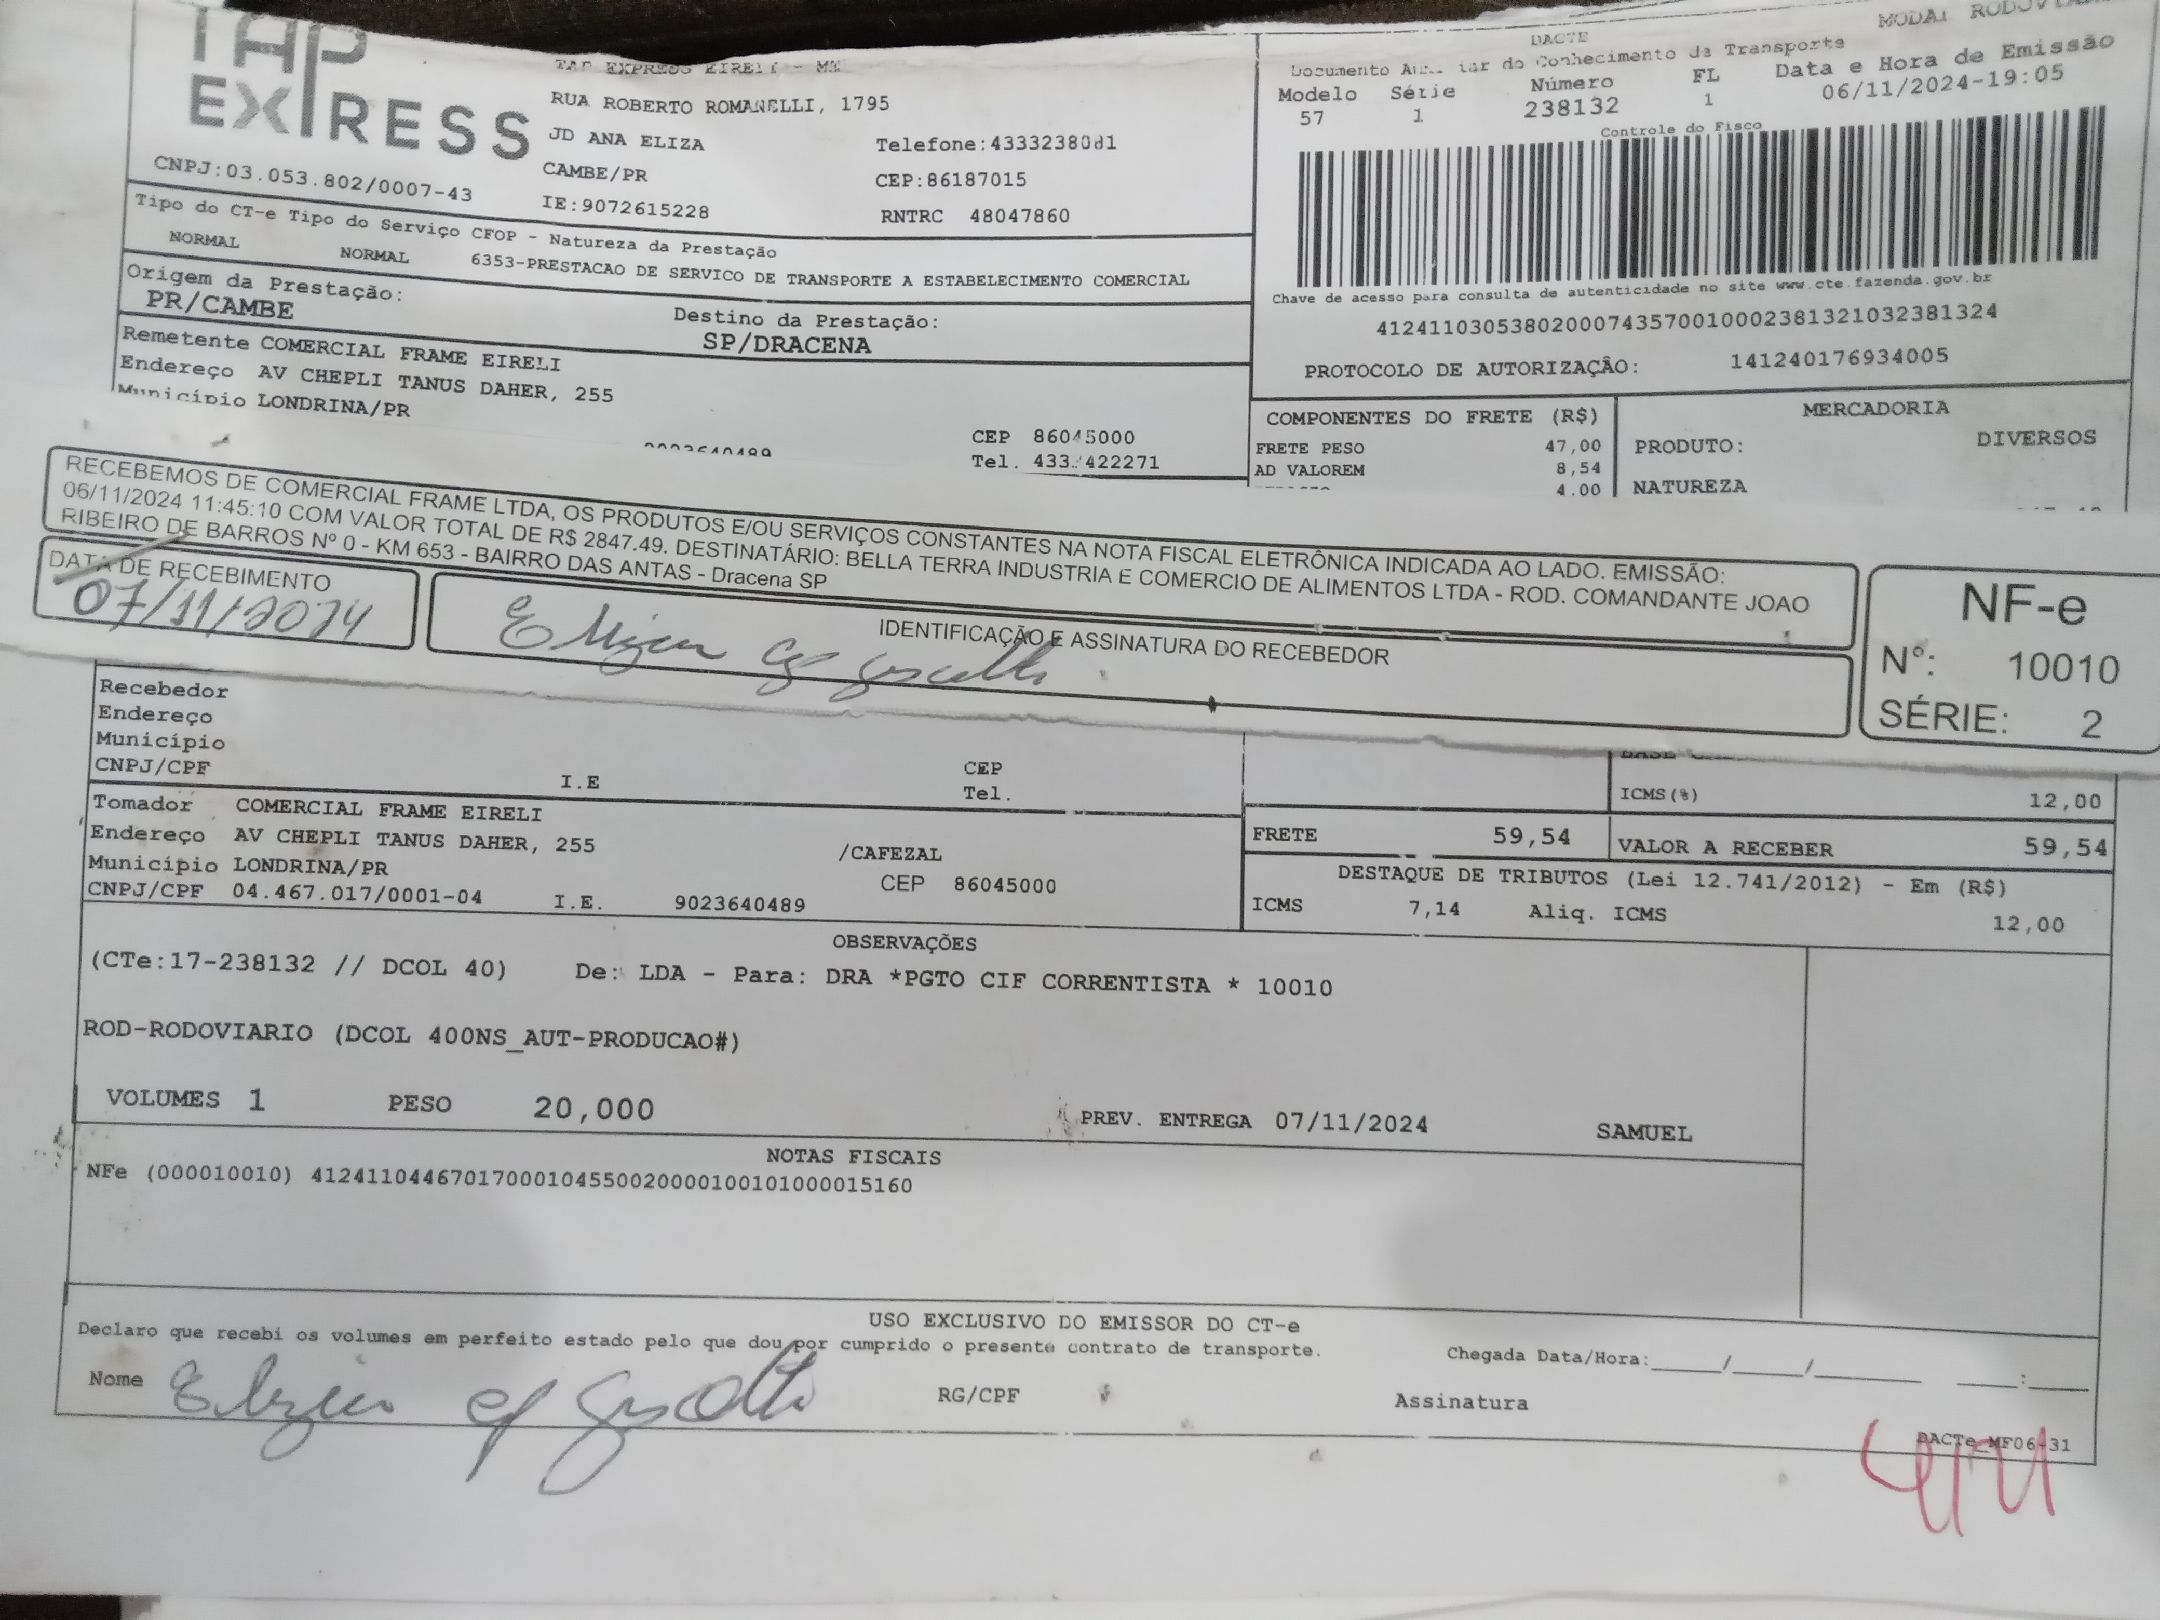 TAP
EXPRESS
TAP EXPRESS EIRELI - ME
RUA ROBERTO ROMANELLI, 1795
JD ANA ELIZA
Telefone:4333238081
CAMBE/PR
CEP:86187015
CNPJ:03.053.802/0007-43
IE:9072615228
RNTRC 48047860
DACTE
MODAL RODOVIARIO
Documento Auxiliar do Conhecimento de Transporte
Modelo Série Número FL Data e Hora de Emissão
57 1 238132 1 06/11/2024-19:05
Controle do Fisco
Chave de acesso para consulta de autenticidade no site www.cte.fazenda.gov.br
41241103053802000743570010002381321032381324
PROTOCOLO DE AUTORIZAÇÃO: 141240176934005
Tipo do CT-e Tipo do Serviço CFOP - Natureza da Prestação
NORMAL NORMAL 6353-PRESTACAO DE SERVICO DE TRANSPORTE A ESTABELECIMENTO COMERCIAL
Origem da Prestação: Destino da Prestação:
PR/CAMBE SP/DRACENA
Remetente COMERCIAL FRAME EIRELI
Endereço AV CHEPLI TANUS DAHER, 255
Município LONDRINA/PR
CEP 86045000
9023640489
Tel. 433 422271
COMPONENTES DO FRETE (R$)
FRETE PESO 47,00
AD VALOREM 8,54
4.00
MERCADORIA
PRODUTO: DIVERSOS
NATUREZA
RECEBEMOS DE COMERCIAL FRAME LTDA, OS PRODUTOS E/OU SERVIÇOS CONSTANTES NA NOTA FISCAL ELETRÔNICA INDICADA AO LADO. EMISSÃO:
06/11/2024 11:45:10 COM VALOR TOTAL DE R$ 2847.49. DESTINATÁRIO: BELLA TERRA INDUSTRIA E COMERCIO DE ALIMENTOS LTDA - ROD. COMANDANTE JOAO
RIBEIRO DE BARROS Nº 0 - KM 653 - BAIRRO DAS ANTAS - Dracena SP
DATA DE RECEBIMENTO
07/11/2024
IDENTIFICAÇÃO E ASSINATURA DO RECEBEDOR
NF-e
Nº: 10010
SÉRIE: 2
Recebedor
Endereço
Município
CNPJ/CPF I.E CEP
Tel.
ICMS(%) 12,00
Tomador COMERCIAL FRAME EIRELI
Endereço AV CHEPLI TANUS DAHER, 255 /CAFEZAL
Município LONDRINA/PR CEP 86045000
CNPJ/CPF 04.467.017/0001-04 I.E. 9023640489
FRETE 59,54 VALOR A RECEBER 59,54
DESTAQUE DE TRIBUTOS (Lei 12.741/2012) - Em (R$)
ICMS 7,14 Aliq. ICMS 12,00
OBSERVAÇÕES
(CTe:17-238132 // DCOL 40) De: LDA - Para: DRA *PGTO CIF CORRENTISTA * 10010
ROD-RODOVIARIO (DCOL 400NS_AUT-PRODUCAO#)
VOLUMES 1 PESO 20,000 PREV. ENTREGA 07/11/2024 SAMUEL
NOTAS FISCAIS
NFe (000010010) 41241104467017000104550020000100101000015160
USO EXCLUSIVO DO EMISSOR DO CT-e
Declaro que recebi os volumes em perfeito estado pelo que dou por cumprido o presente contrato de transporte.
Chegada Data/Hora:_____/_____/_______ ____:____
Nome RG/CPF Assinatura
DACTe_MF06-31